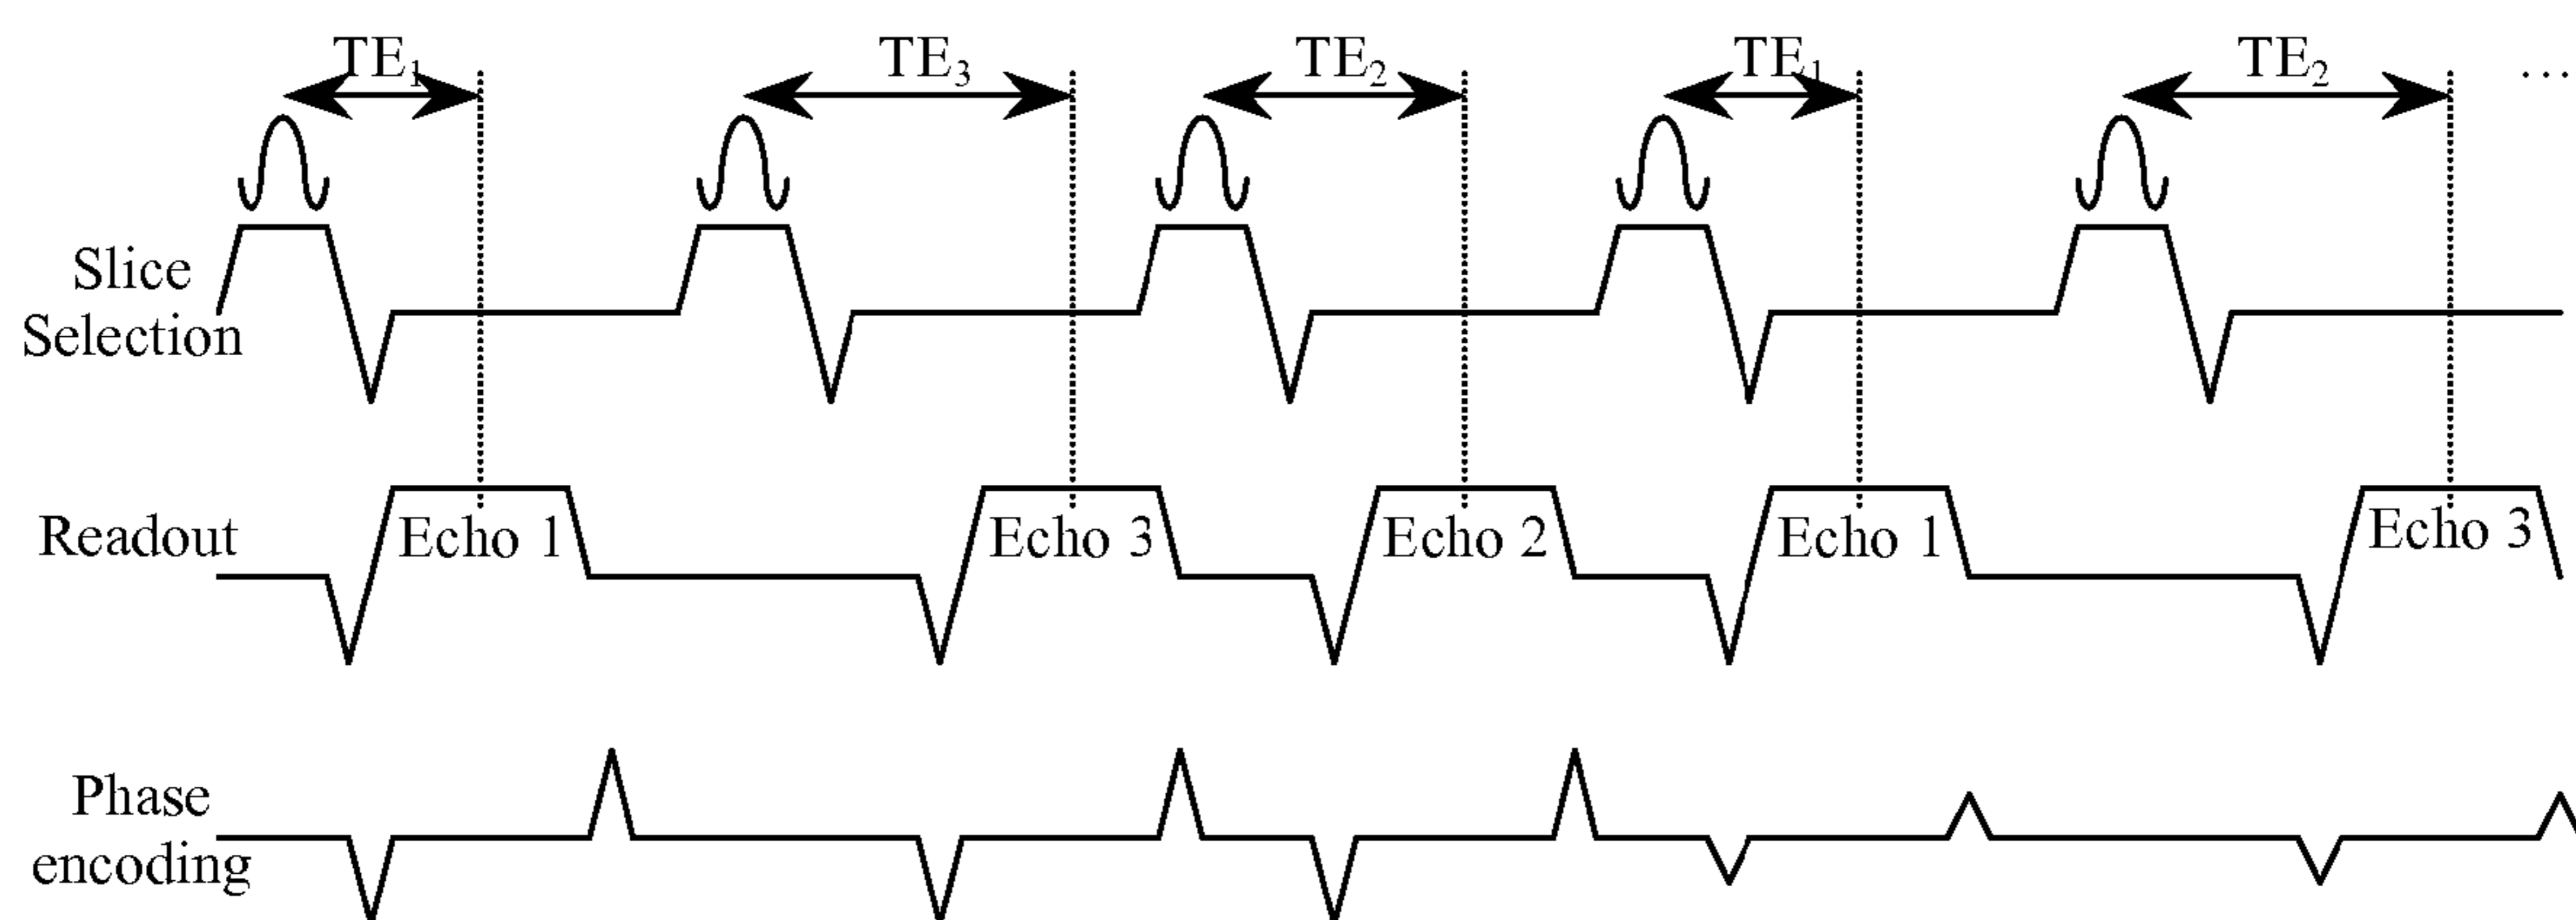 TE₁ TE₃ TE₂ TE₁ TE₂ ...
Slice
Selection
Readout Echo 1 Echo 3 Echo 2 Echo 1 Echo 3
Phase
encoding